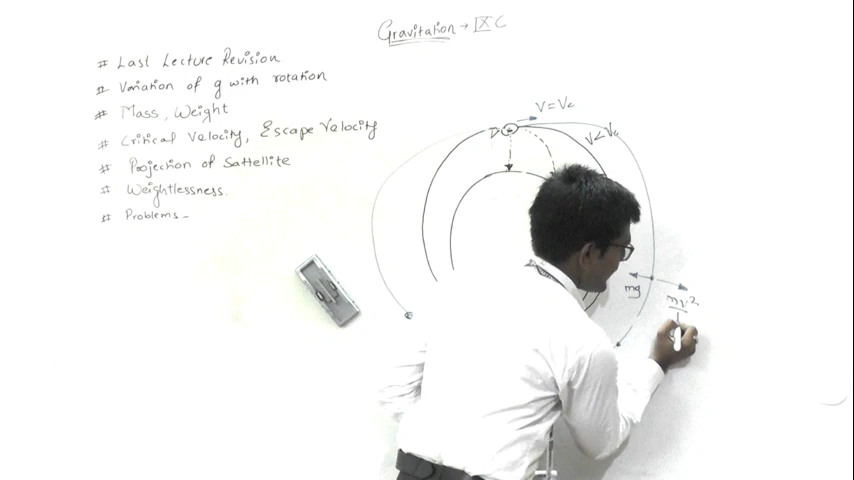 Gravitation → IX C
# Last Lecture Revision
# Variation of g with rotation
# Mass, Weight
# Critical Velocity, Escape Velocity
# Projection of Sattellite
# Weightlessness.
# Problems -
V = Vc
V < Vc
mg
mv²